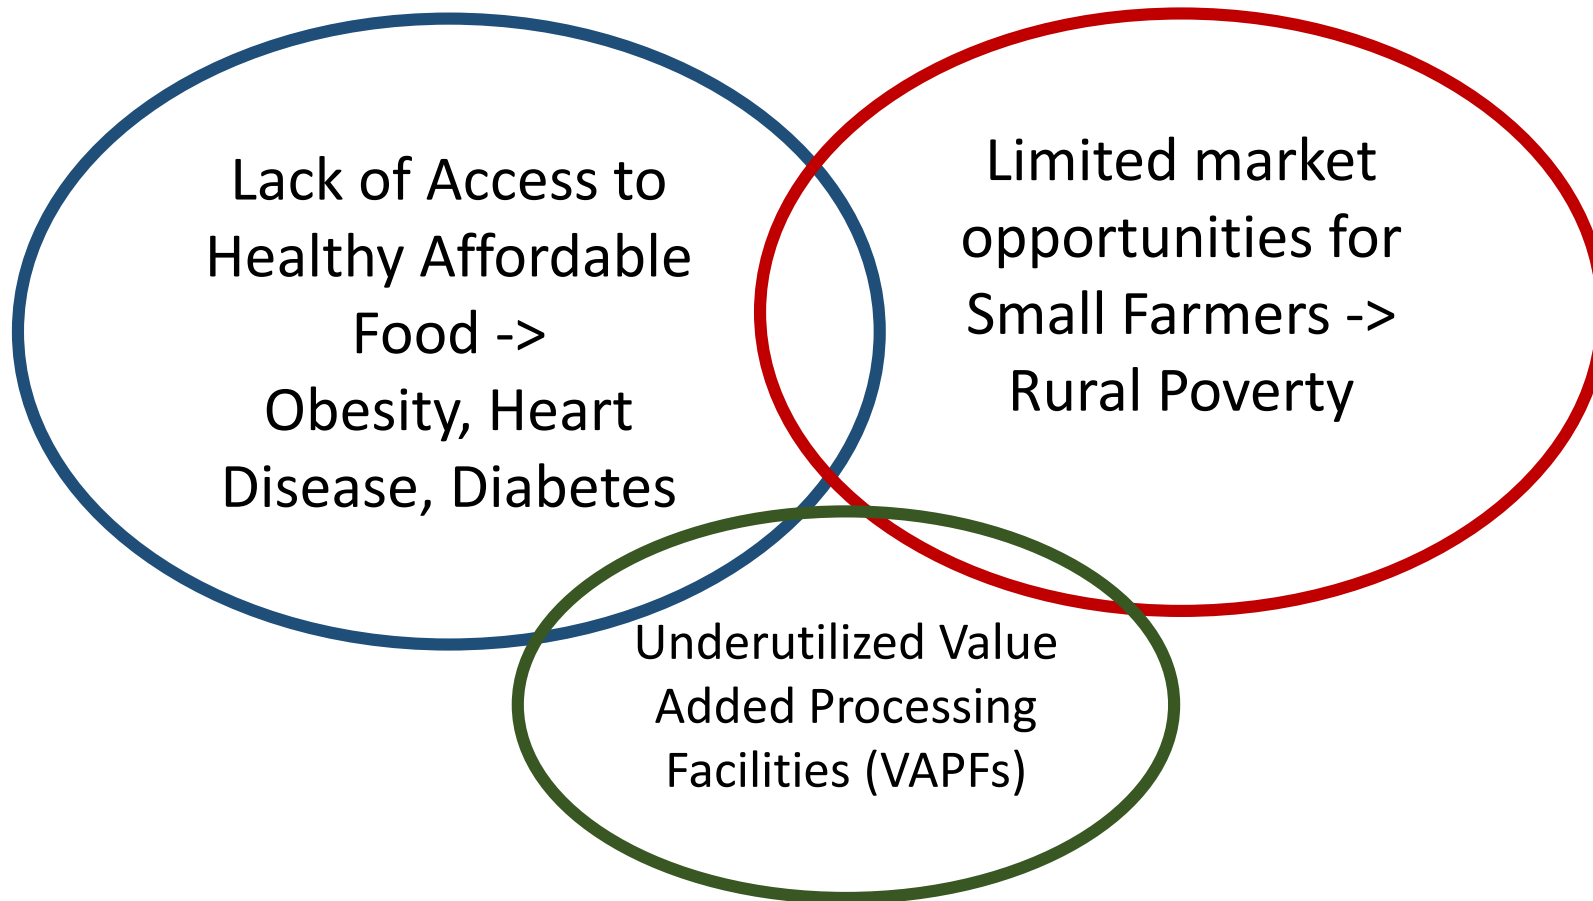 Lack of Access to
Healthy Affordable
Food ->
Obesity, Heart
Disease, Diabetes
Limited market
opportunities for
Small Farmers ->
Rural Poverty
Underutilized Value
Added Processing
Facilities (VAPFs)